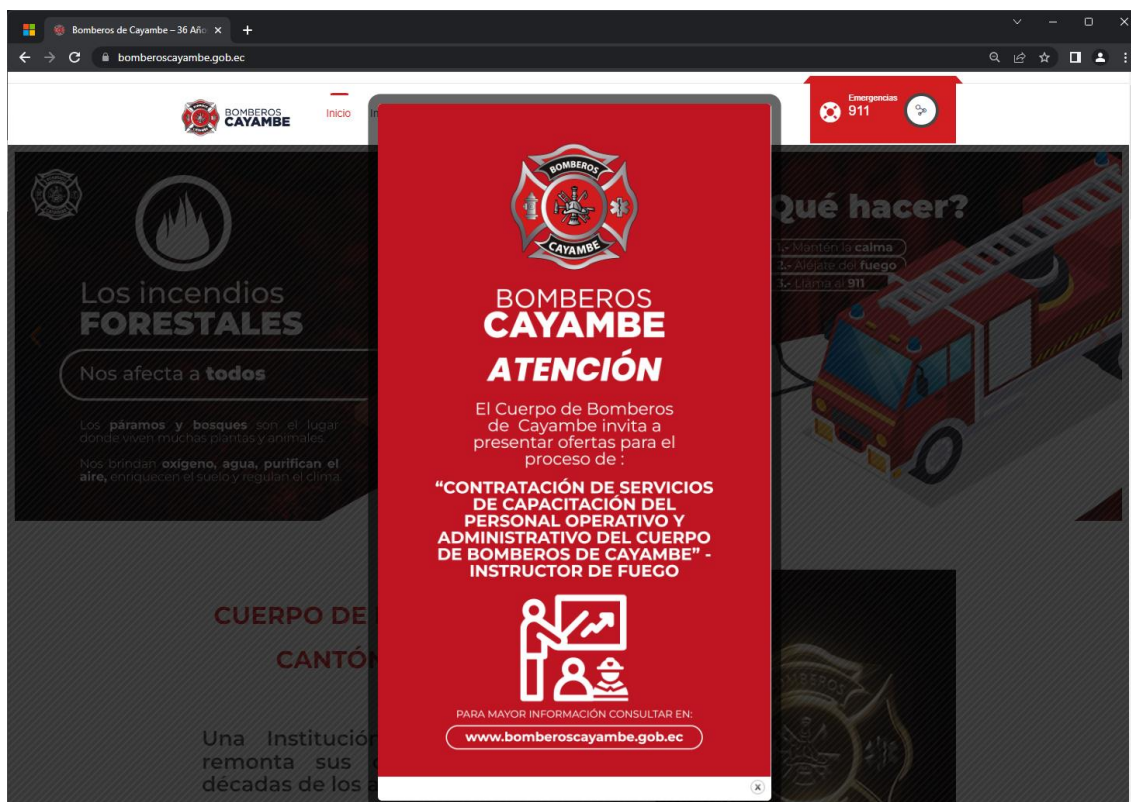 Bomberos de Cayambe – 36 Año
bomberoscayambe.gob.ec
BOMBEROS
CAYAMBE
Inicio
Emergencias
911
BOMBEROS
CAYAMBE
BOMBEROS
CAYAMBE
ATENCIÓN
El Cuerpo de Bomberos
de Cayambe invita a
presentar ofertas para el
proceso de :
“CONTRATACIÓN DE SERVICIOS
DE CAPACITACIÓN DEL
PERSONAL OPERATIVO Y
ADMINISTRATIVO DEL CUERPO
DE BOMBEROS DE CAYAMBE” -
INSTRUCTOR DE FUEGO
PARA MAYOR INFORMACIÓN CONSULTAR EN:
www.bomberoscayambe.gob.ec
X
Los incendios
FORESTALES
Nos afecta a todos
Los páramos y bosques son el lugar
donde viven muchas plantas y animales.
Nos brindan oxígeno, agua, purifican el
aire, enriquecen el suelo y regulan el clima.
Qué hacer?
1.- Mantén la calma
2.- Aléjate del fuego
3.- Llama al 911
CUERPO DE
CANTÓN
BOMBEROS
Una Institución
remonta sus
décadas de los